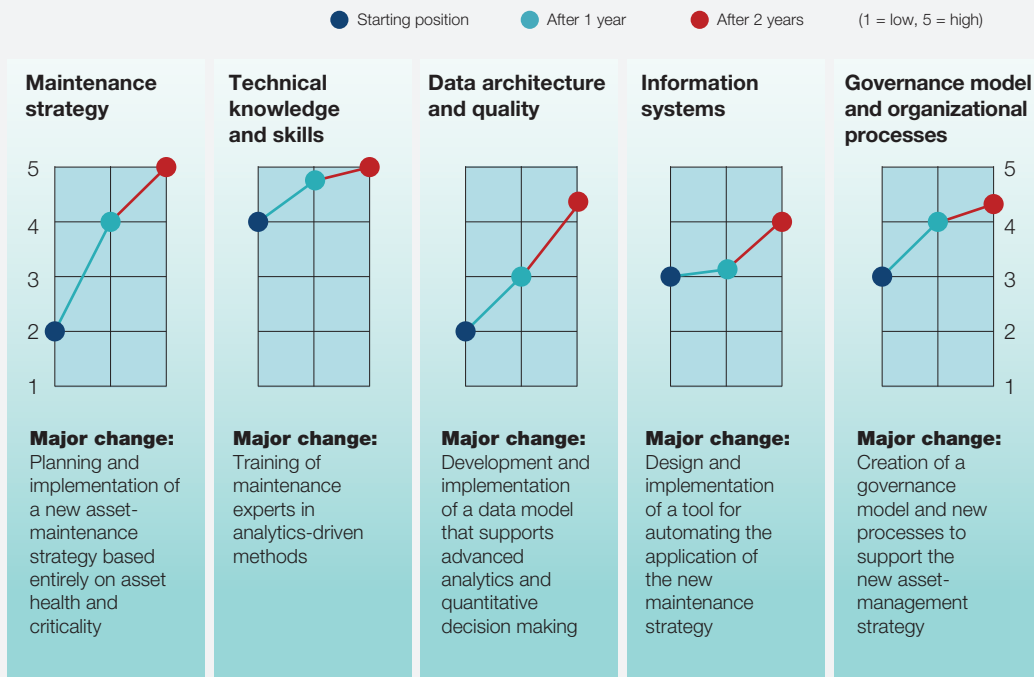 Starting position
After 1 year
After 2 years
(1 = low, 5 = high)
Maintenance
strategy
5
4
3
2
1
Major change:
Planning and
implementation of
a new asset-
maintenance
strategy based
entirely on asset
health and
criticality
Technical
knowledge
and skills
Major change:
Training of
maintenance
experts in
analytics-driven
methods
Data architecture
and quality
Major change:
Development and
implementation
of a data model
that supports
advanced
analytics and
quantitative
decision making
Information
systems
Major change:
Design and
implementation
of a tool for
automating the
application of
the new
maintenance
strategy
Governance model
and organizational
processes
5
4
3
2
1
Major change:
Creation of a
governance
model and new
processes to
support the
new asset-
management
strategy